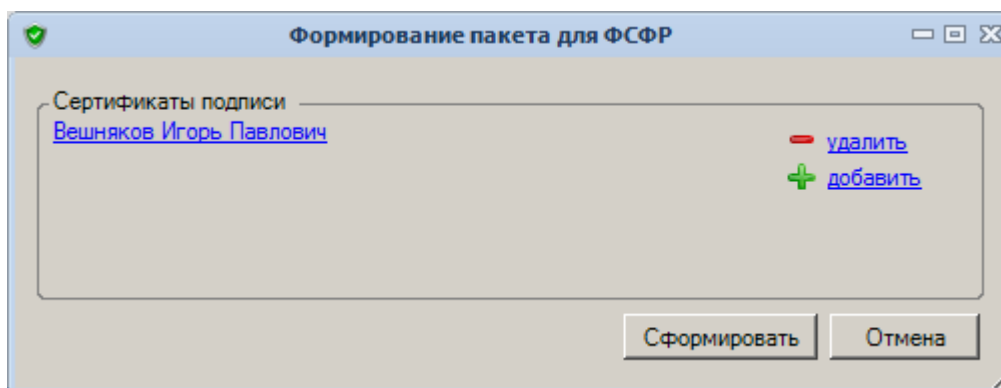 Формирование пакета для ФСФР
Сертификаты подписи
Вешняков Игорь Павлович
удалить
добавить
Сформировать
Отмена